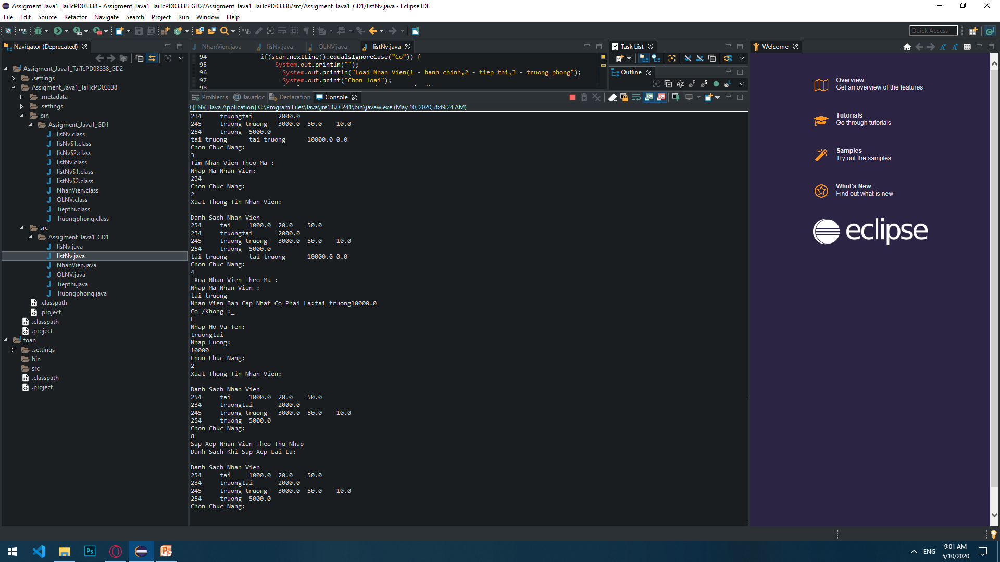 Assigment_Java1_TaiTcPD03338 - Assigment_Java1_TaiTcPD03338_GD2/Assigment_Java1_TaiTcPD03338/src/Assigment_Java1_GD1/listNv.java - Eclipse IDE
File Edit Source Refactor Navigate Search Project Run Window Help
Quick Access
Navigator (Deprecated)
Assigment_Java1_TaiTcPD03338_GD2
.settings
Assigment_Java1_TaiTcPD03338
.metadata
.settings
bin
Assigment_Java1_GD1
lisNv.class
lisNv$1.class
lisNv$2.class
listNv.class
listNv$1.class
listNv$2.class
NhanVien.class
QLNV.class
Tiepthi.class
Truongphong.class
src
Assigment_Java1_GD1
lisNv.java
listNv.java
NhanVien.java
QLNV.java
Tiepthi.java
Truongphong.java
.classpath
.project
.classpath
.project
toan
.settings
bin
src
.classpath
.project
NhanVien.java lisNv.java QLNV.java listNv.java
94 if(scan.nextLine().equalsIgnoreCase("Co")) {
95 System.out.println("");
96 System.out.println("Loai Nhan Vien(1 - hanh chinh,2 - tiep thi,3 - truong phong");
97 System.out.print("Chon loai");
98
Problems Javadoc Declaration Console
QLNV [Java Application] C:\Program Files\Java\jre1.8.0_241\bin\javaw.exe (May 10, 2020, 8:49:24 AM)
234 truongtai 2000.0
245 truong truong 3000.0 50.0 10.0
254 truong 5000.0
tai truong tai truong 10000.0 0.0
Chon Chuc Nang:
3
Tim Nhan Vien Theo Ma :
Nhap Ma Nhan Vien:
234
Chon Chuc Nang:
2
Xuat Thong Tin Nhan Vien:
Danh Sach Nhan Vien
254 tai 1000.0 20.0 50.0
234 truongtai 2000.0
245 truong truong 3000.0 50.0 10.0
254 truong 5000.0
tai truong tai truong 10000.0 0.0
Chon Chuc Nang:
4
Xoa Nhan Vien Theo Ma :
Nhap Ma Nhan Vien :
tai truong
Nhan Vien Ban Cap Nhat Co Phai La:tai truong10000.0
Co /Khong :_
C
Nhap Ho Va Ten:
truongtai
Nhap Luong:
10000
Chon Chuc Nang:
2
Xuat Thong Tin Nhan Vien:
Danh Sach Nhan Vien
254 tai 1000.0 20.0 50.0
234 truongtai 2000.0
245 truong truong 3000.0 50.0 10.0
254 truong 5000.0
Chon Chuc Nang:
8
Sap Xep Nhan Vien Theo Thu Nhap
Danh Sach Khi Sap Xep Lai La:
Danh Sach Nhan Vien
254 tai 1000.0 20.0 50.0
234 truongtai 2000.0
245 truong truong 3000.0 50.0 10.0
254 truong 5000.0
Chon Chuc Nang:
Task List
Outline
Welcome
Overview
Get an overview of the features
Tutorials
Go through tutorials
Samples
Try out the samples
What's New
Find out what is new
eclipse
Ps
ENG
9:01 AM
5/10/2020